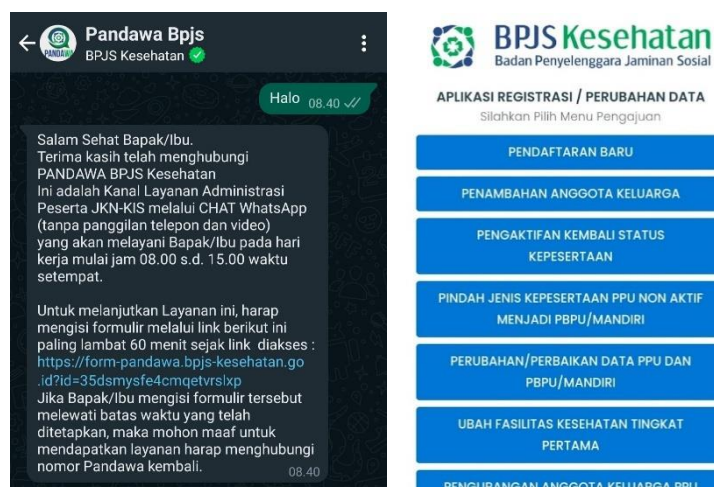 Pandawa Bpjs
BPJS Kesehatan
PANDAWA
Halo 08.40
Salam Sehat Bapak/Ibu.
Terima kasih telah menghubungi
PANDAWA BPJS Kesehatan
Ini adalah Kanal Layanan Administrasi
Peserta JKN-KIS melalui CHAT WhatsApp
(tanpa panggilan telepon dan video)
yang akan melayani Bapak/Ibu pada hari
kerja mulai jam 08.00 s.d. 15.00 waktu
setempat.
Untuk melanjutkan Layanan ini, harap
mengisi formulir melalui link berikut ini
paling lambat 60 menit sejak link diakses :
https://form-pandawa.bpjs-kesehatan.go
.id?id=35dsmysfe4cmqetvrslxp
Jika Bapak/Ibu mengisi formulir tersebut
melewati batas waktu yang telah
ditetapkan, maka mohon maaf untuk
mendapatkan layanan harap menghubungi
nomor Pandawa kembali. 08.40
BPJS Kesehatan
Badan Penyelenggara Jaminan Sosial
APLIKASI REGISTRASI / PERUBAHAN DATA
Silahkan Pilih Menu Pengajuan
PENDAFTARAN BARU
PENAMBAHAN ANGGOTA KELUARGA
PENGAKTIFAN KEMBALI STATUS
KEPESERTAAN
PINDAH JENIS KEPESERTAAN PPU NON AKTIF
MENJADI PBPU/MANDIRI
PERUBAHAN/PERBAIKAN DATA PPU DAN
PBPU/MANDIRI
UBAH FASILITAS KESEHATAN TINGKAT
PERTAMA
PENGURANGAN ANGGOTA KELUARGA PPU